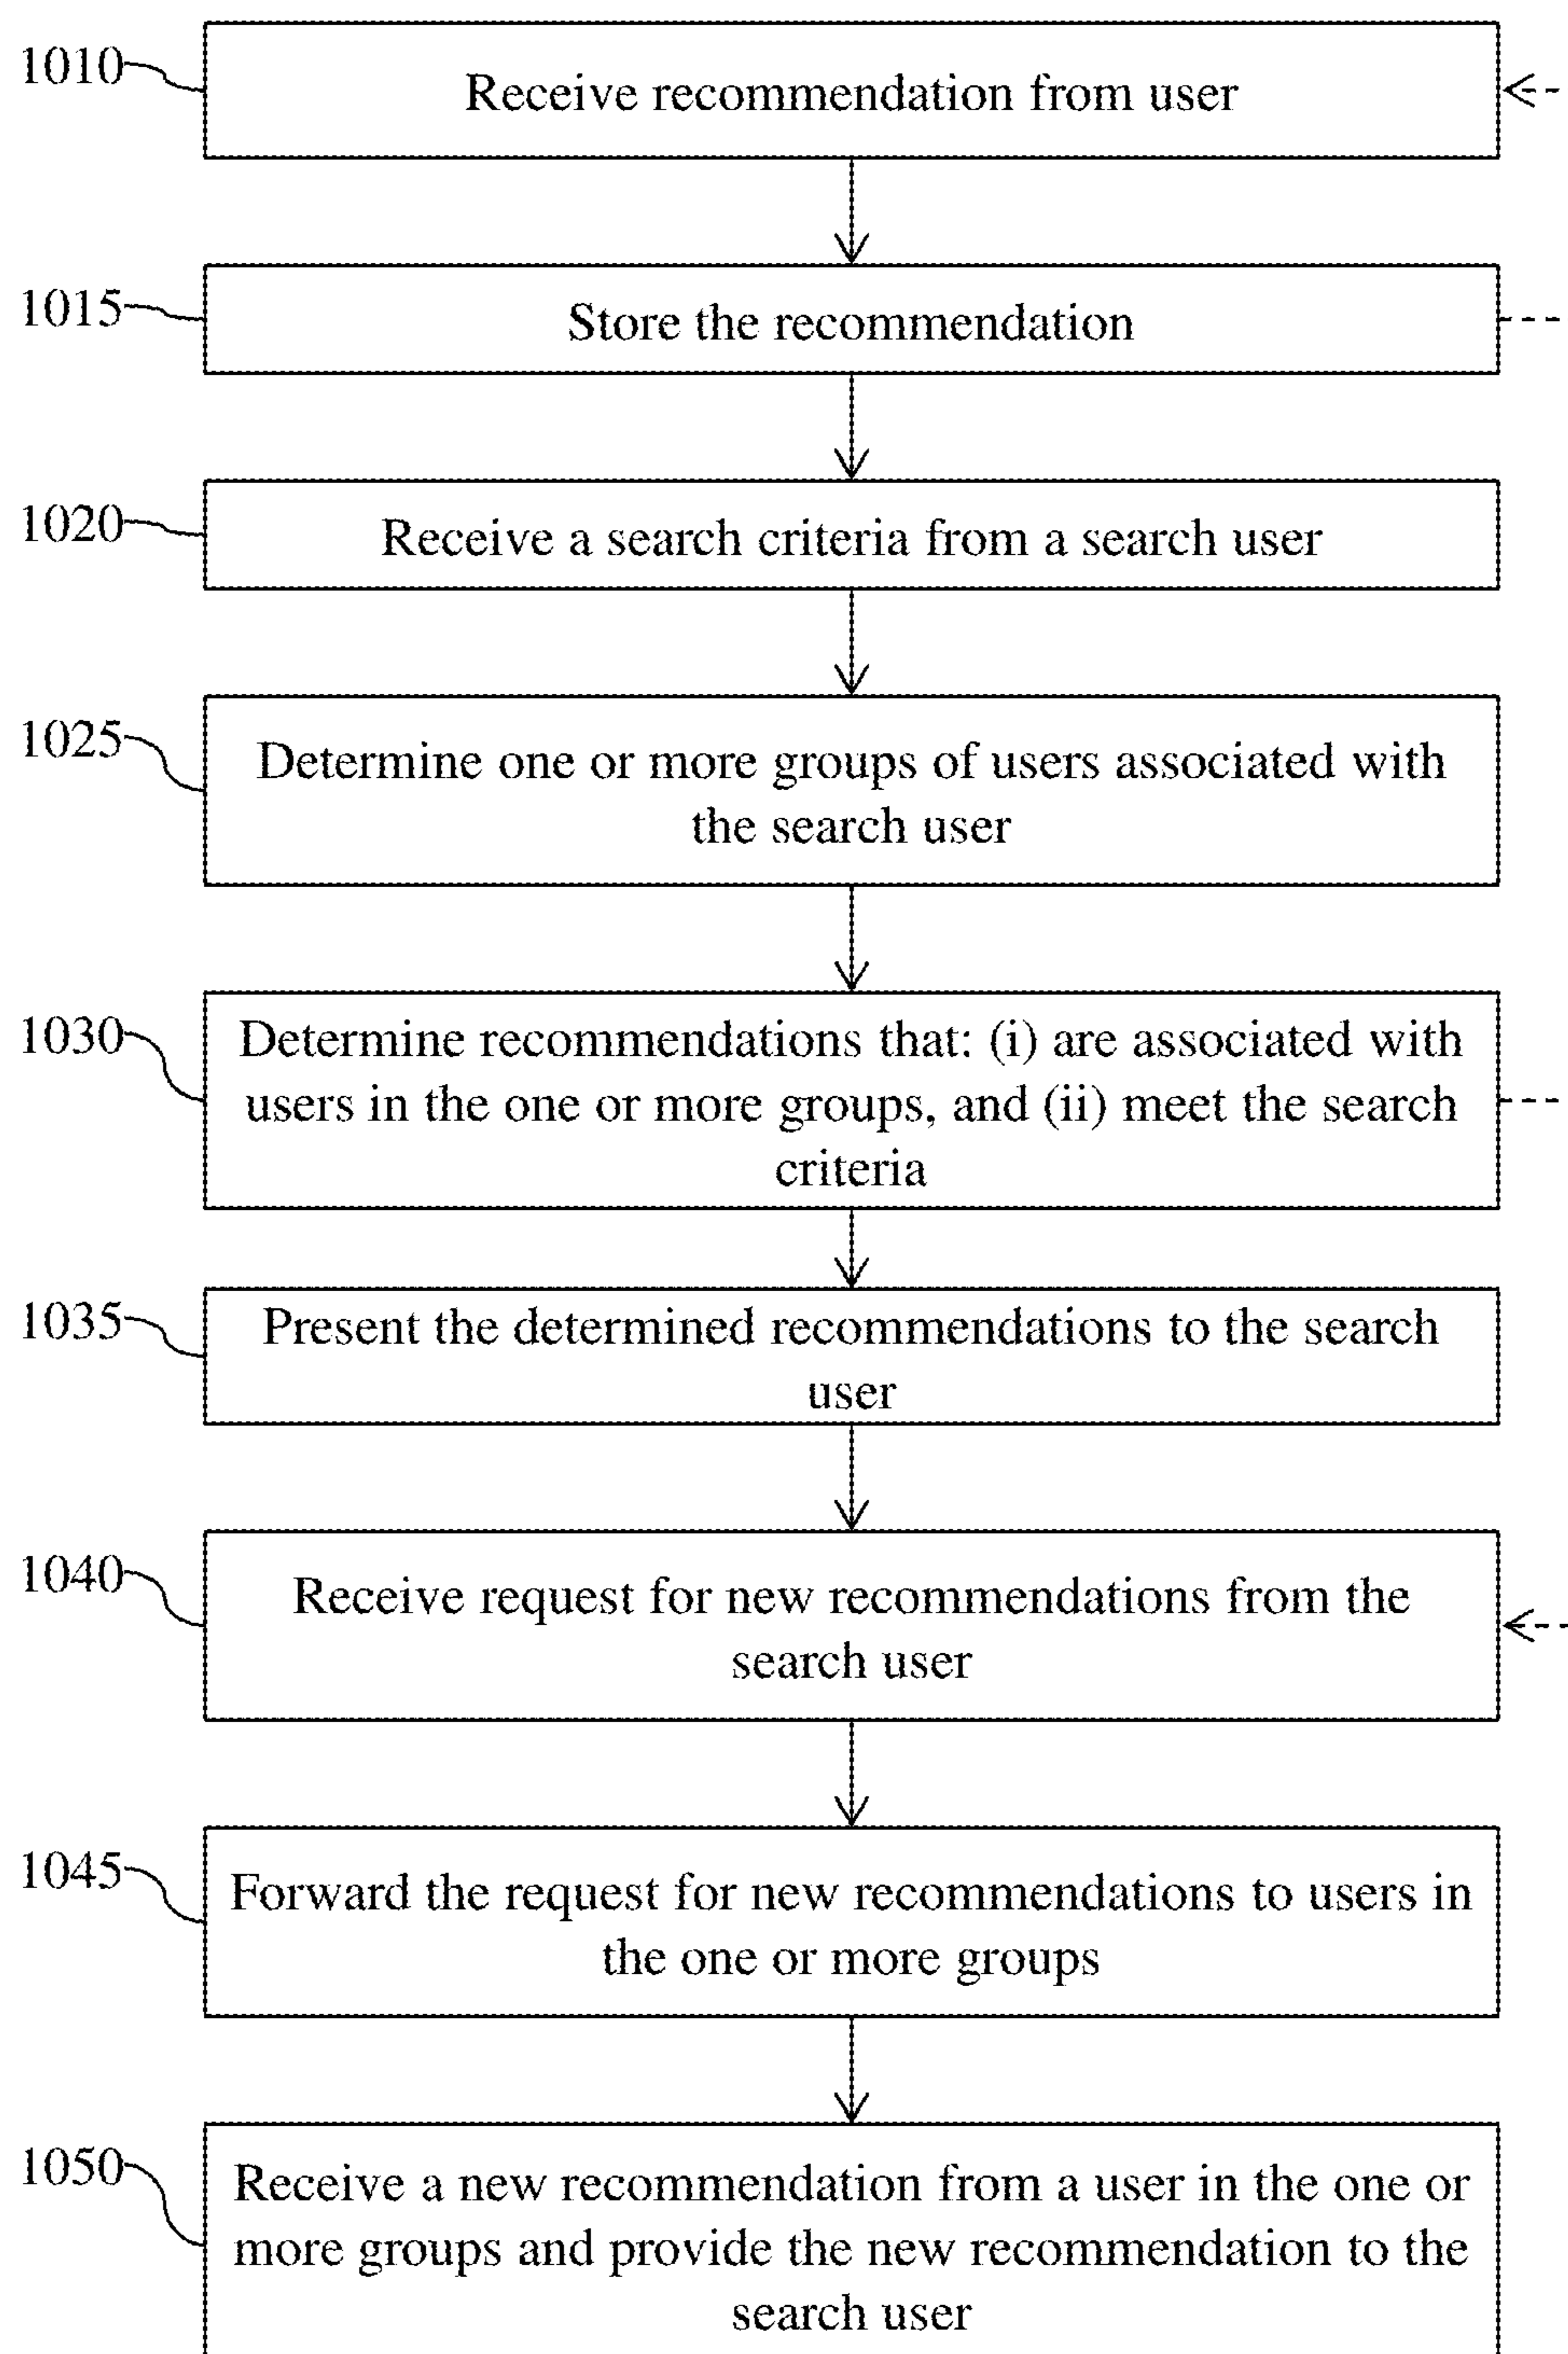 1010
Receive recommendation from user
1015
Store the recommendation
1020
Receive a search criteria from a search user
1025
Determine one or more groups of users associated with
the search user
1030
Determine recommendations that: (i) are associated with
users in the one or more groups, and (ii) meet the search
criteria
1035
Present the determined recommendations to the search
user
1040
Receive request for new recommendations from the
search user
1045
Forward the request for new recommendations to users in
the one or more groups
1050
Receive a new recommendation from a user in the one or
more groups and provide the new recommendation to the
search user